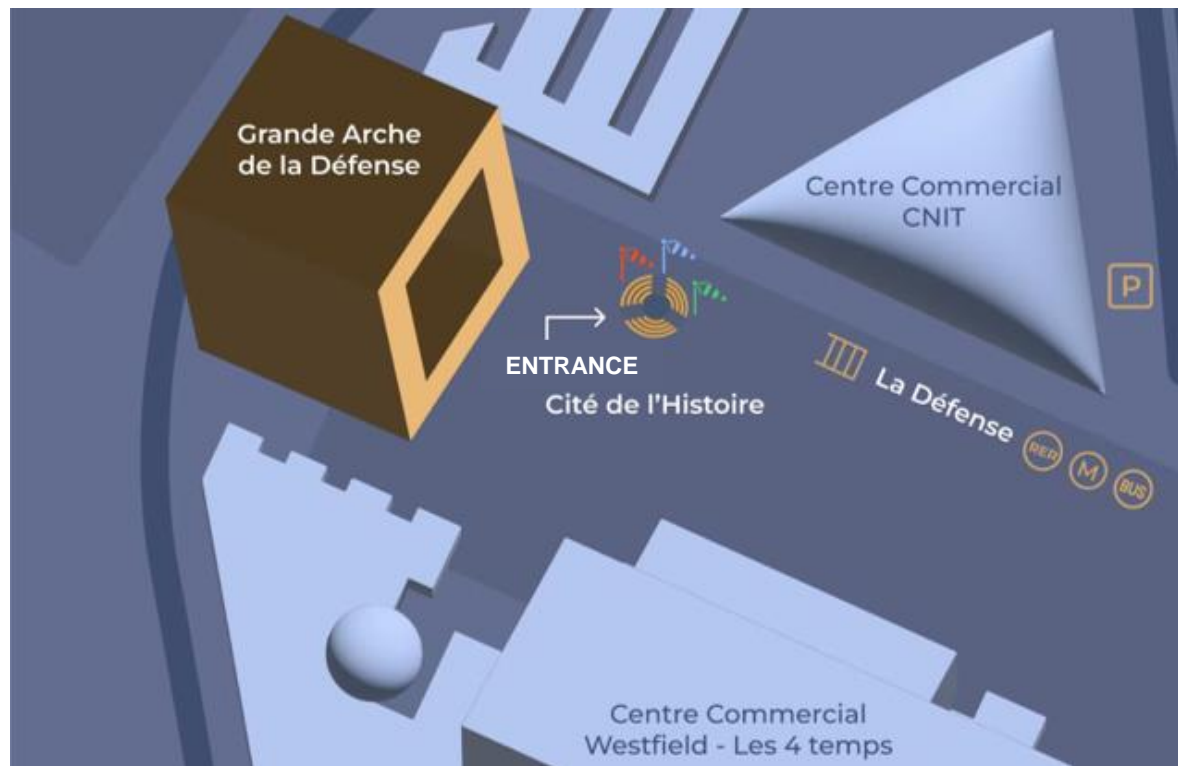 Grande Arche
de la Défense
Centre Commercial
CNIT
P
ENTRANCE
Cité de l'Histoire
La Défense
RER
M
BUS
Centre Commercial
Westfield - Les 4 temps